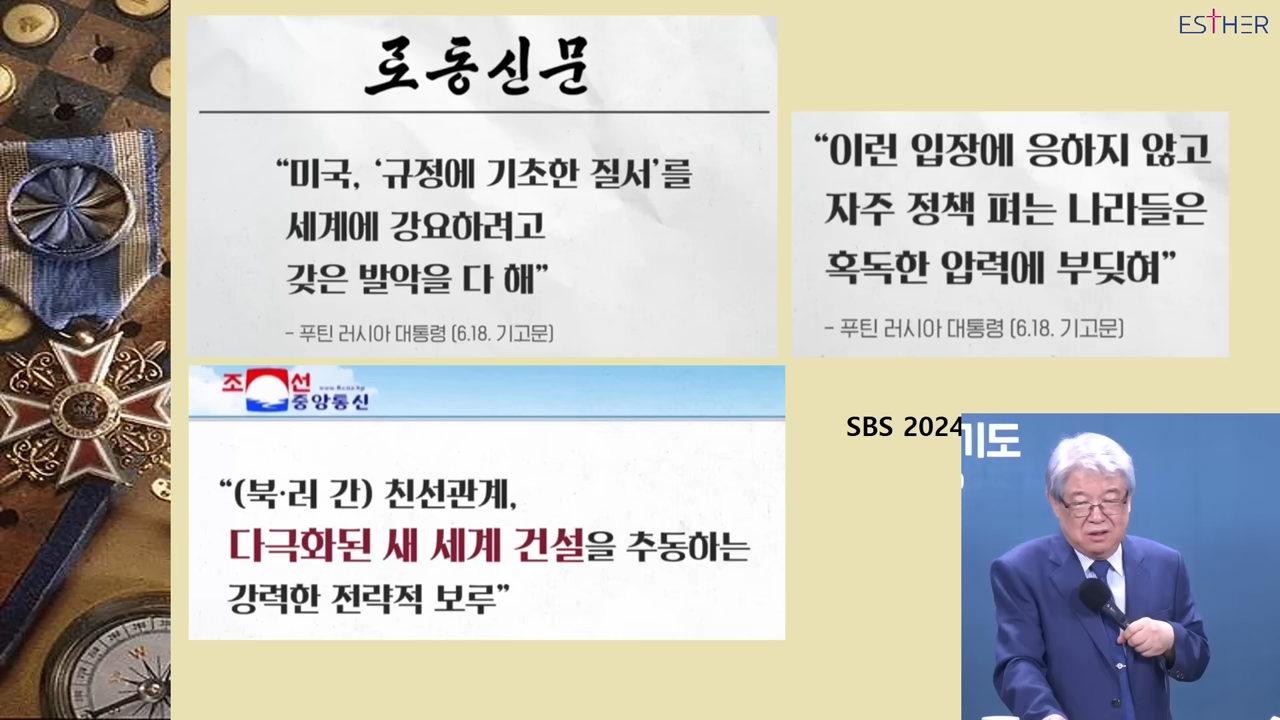 ESTHER
로동신문
“미국, ‘규정에 기초한 질서’를
세계에 강요하려고
갖은 발악을 다 해”
- 푸틴 러시아 대통령 (6.18. 기고문)
“이런 입장에 응하지 않고
자주 정책 펴는 나라들은
혹독한 압력에 부딪혀”
- 푸틴 러시아 대통령 (6.18. 기고문)
조선
중앙통신
“(북·러 간) 친선관계,
다극화된 새 세계 건설을 추동하는
강력한 전략적 보루”
SBS 2024
기도